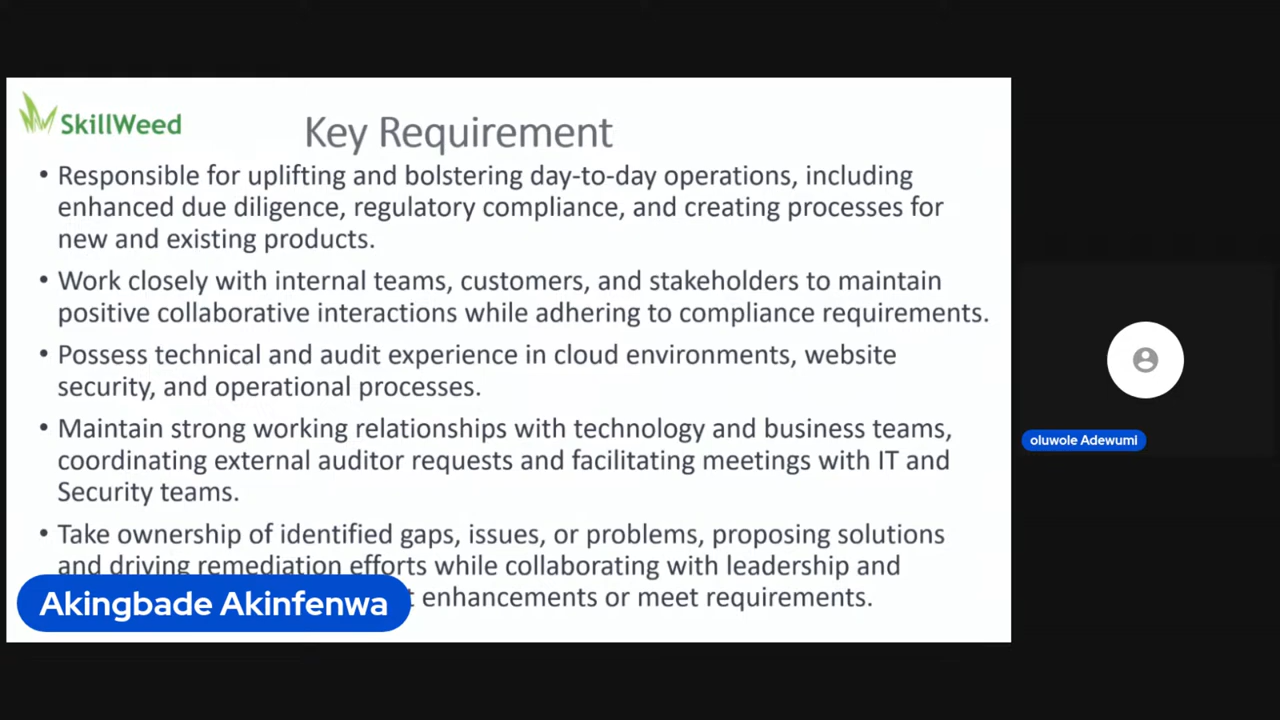 SkillWeed
Key Requirement
• Responsible for uplifting and bolstering day-to-day operations, including
enhanced due diligence, regulatory compliance, and creating processes for
new and existing products.
• Work closely with internal teams, customers, and stakeholders to maintain
positive collaborative interactions while adhering to compliance requirements.
• Possess technical and audit experience in cloud environments, website
security, and operational processes.
• Maintain strong working relationships with technology and business teams,
coordinating external auditor requests and facilitating meetings with IT and
Security teams.
• Take ownership of identified gaps, issues, or problems, proposing solutions
and driving remediation efforts while collaborating with leadership and
enhancements or meet requirements.
Akingbade Akinfenwa
oluwole Adewumi